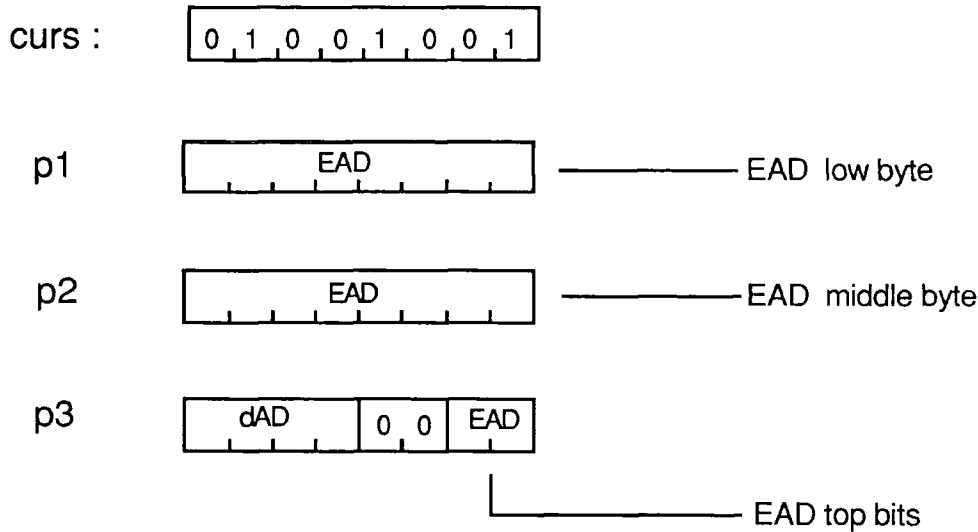 curs : 0 1 0 0 1 0 0 1
p1 EAD EAD low byte
p2 EAD EAD middle byte
p3 dAD 0 0 EAD
EAD top bits